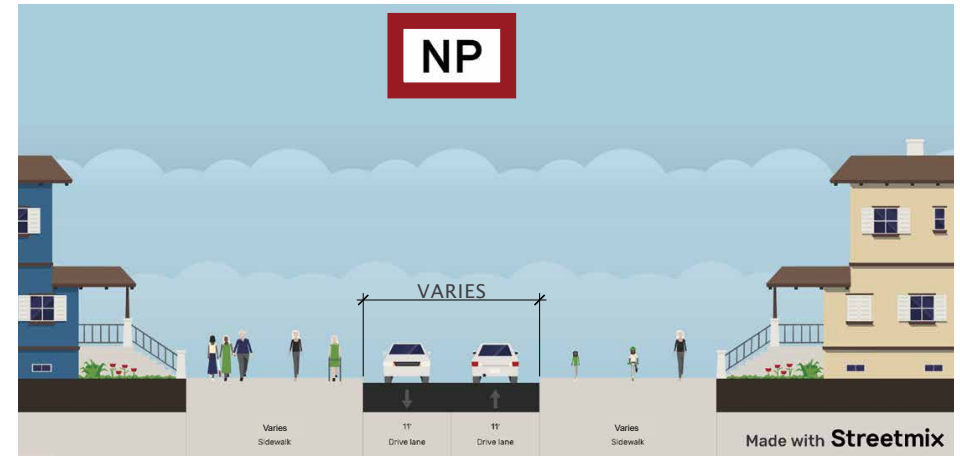 NP
VARIES
Varies
Sidewalk
11'
Drive lane
11'
Drive lane
Varies
Sidewalk
Made with Streetmix